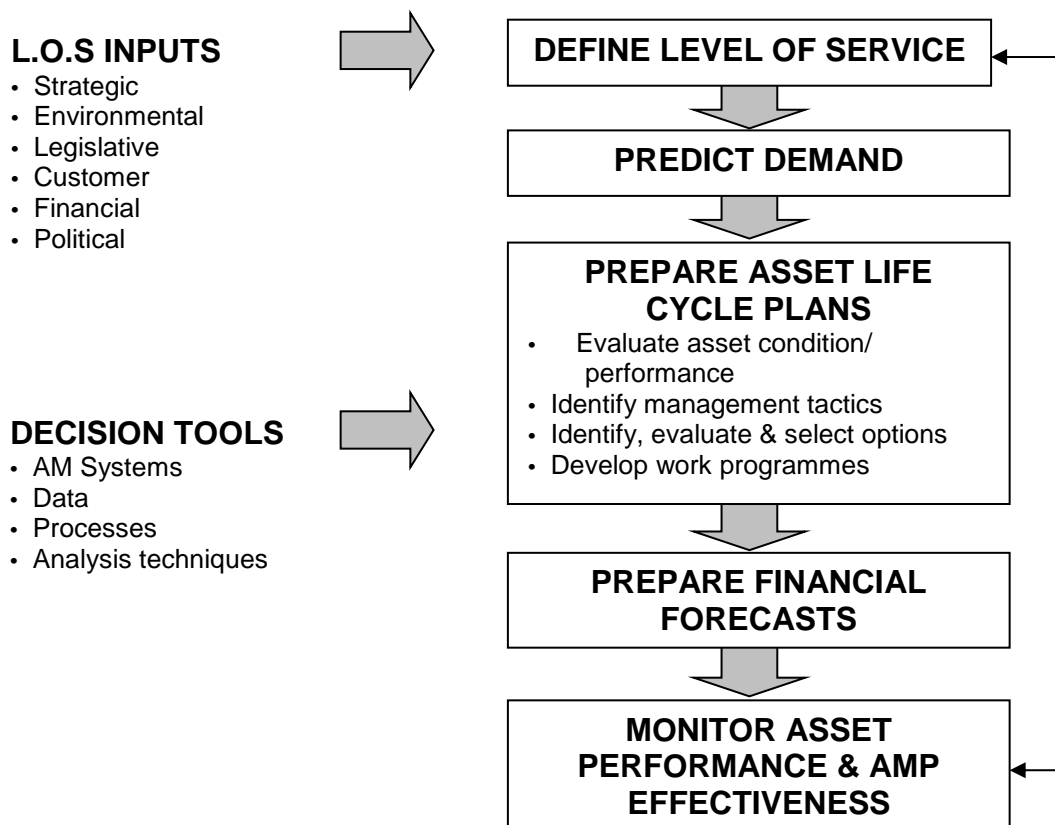 L.O.S INPUTS
• Strategic
• Environmental
• Legislative
• Customer
• Financial
• Political
DECISION TOOLS
• AM Systems
• Data
• Processes
• Analysis techniques
DEFINE LEVEL OF SERVICE
PREDICT DEMAND
PREPARE ASSET LIFE
CYCLE PLANS
• Evaluate asset condition/
performance
• Identify management tactics
• Identify, evaluate & select options
• Develop work programmes
PREPARE FINANCIAL
FORECASTS
MONITOR ASSET
PERFORMANCE & AMP
EFFECTIVENESS